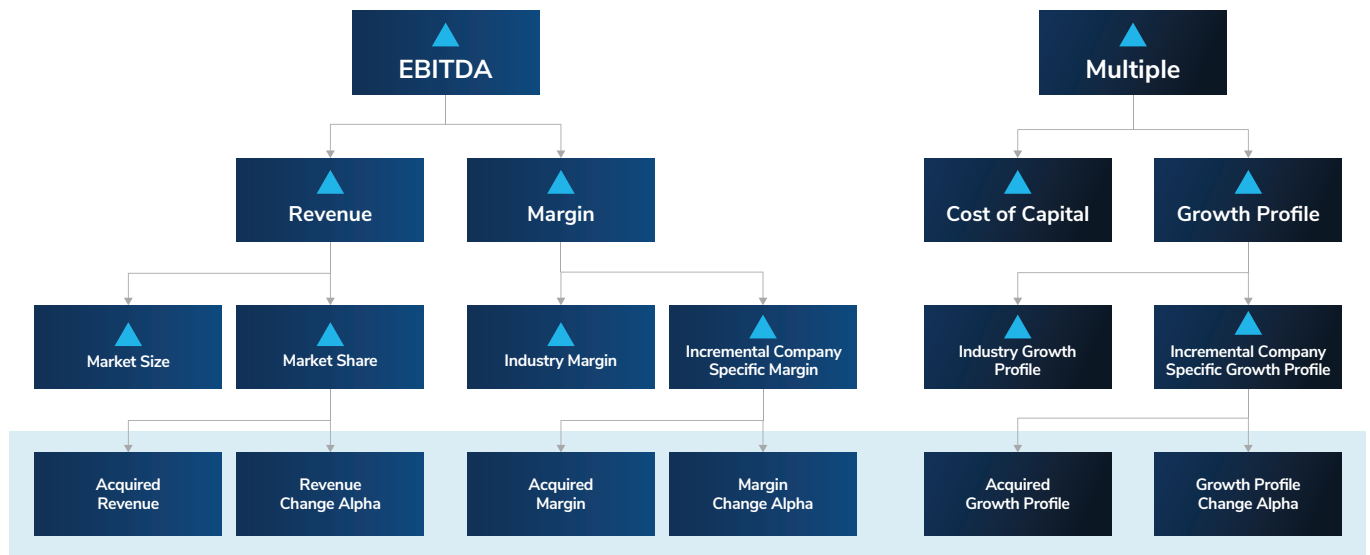 EBITDA
Multiple
Revenue
Margin
Cost of Capital
Growth Profile
Market Size
Market Share
Industry Margin
Incremental Company
Specific Margin
Industry Growth
Profile
Incremental Company
Specific Growth Profile
Acquired
Revenue
Revenue
Change Alpha
Acquired
Margin
Margin
Change Alpha
Acquired
Growth Profile
Growth Profile
Change Alpha